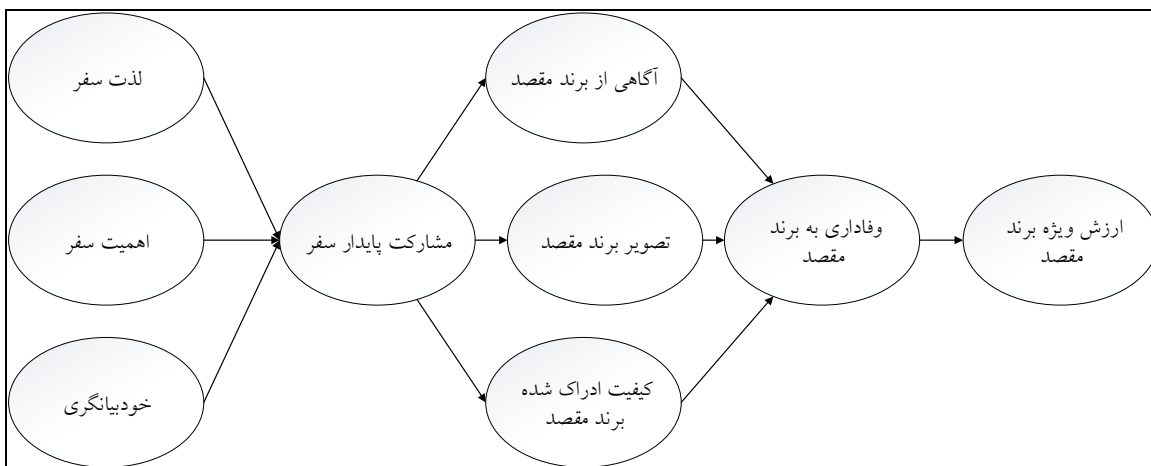 لذت سفر
اهمیت سفر
خودبیانگری
مشارکت پایدار سفر
آگاهی از برند مقصد
تصویر برند مقصد
کیفیت ادراک شده
برند مقصد
وفاداری به برند
مقصد
ارزش ویژه برند
مقصد